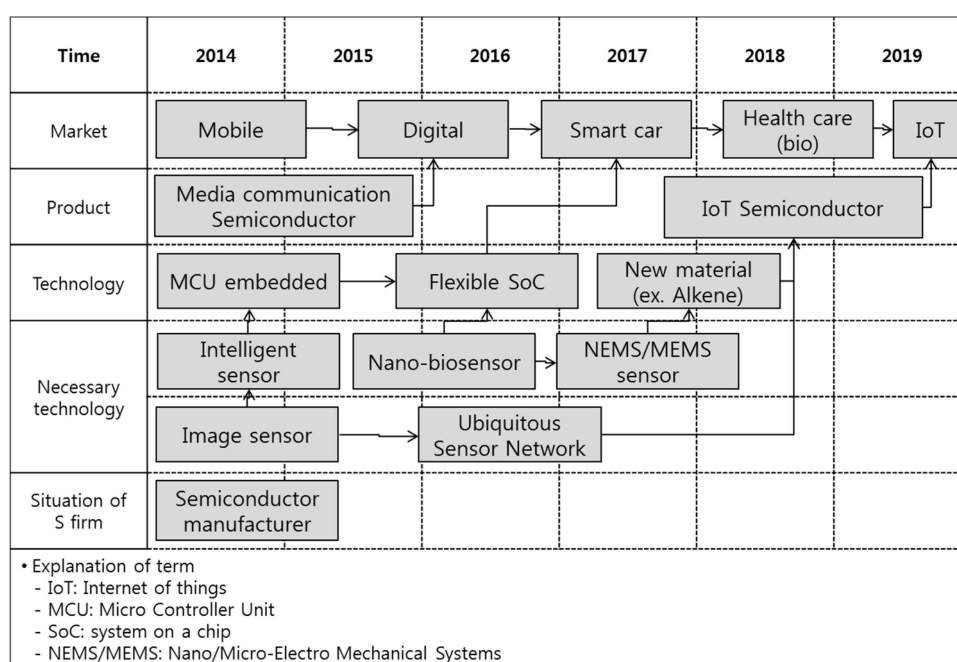 Time 2014 2015 2016 2017 2018 2019
Market Mobile Digital Smart car Health care (bio) IoT
Product Media communication Semiconductor IoT Semiconductor
Technology MCU embedded Flexible SoC New material (ex. Alkene)
Necessary technology
Intelligent sensor Nano-biosensor NEMS/MEMS sensor
Image sensor Ubiquitous Sensor Network
Situation of S firm Semiconductor manufacturer
• Explanation of term
- IoT: Internet of things
- MCU: Micro Controller Unit
- SoC: system on a chip
- NEMS/MEMS: Nano/Micro-Electro Mechanical Systems